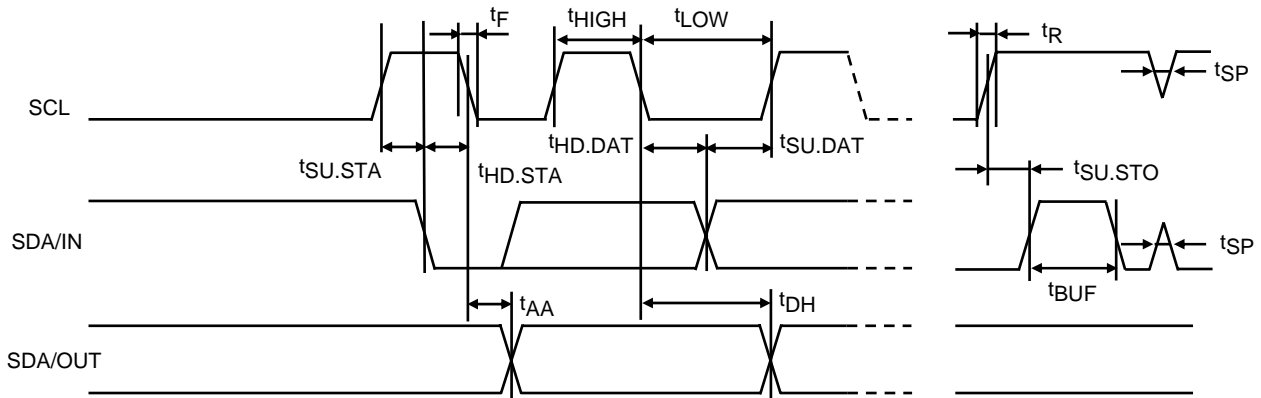 tF
tHIGH
tLOW
tR
tSP
SCL
tSU.STA
tHD.STA
tHD.DAT
tSU.DAT
tSU.STO
SDA/IN
tSP
tBUF
tAA
tDH
SDA/OUT